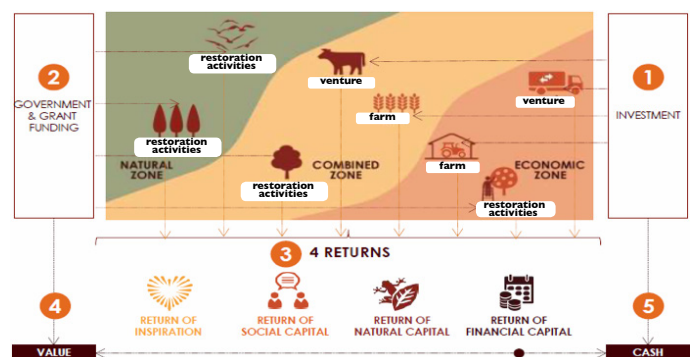 2
GOVERNMENT
& GRANT
FUNDING
restoration
activities
venture
venture
1
INVESTMENT
farm
restoration
activities
NATURAL
ZONE
COMBINED
ZONE
farm
ECONOMIC
ZONE
restoration
activities
restoration
activities
3 4 RETURNS
4
RETURN OF
INSPIRATION
RETURN OF
SOCIAL CAPITAL
RETURN OF
NATURAL CAPITAL
RETURN OF
FINANCIAL CAPITAL
5
VALUE
CASH